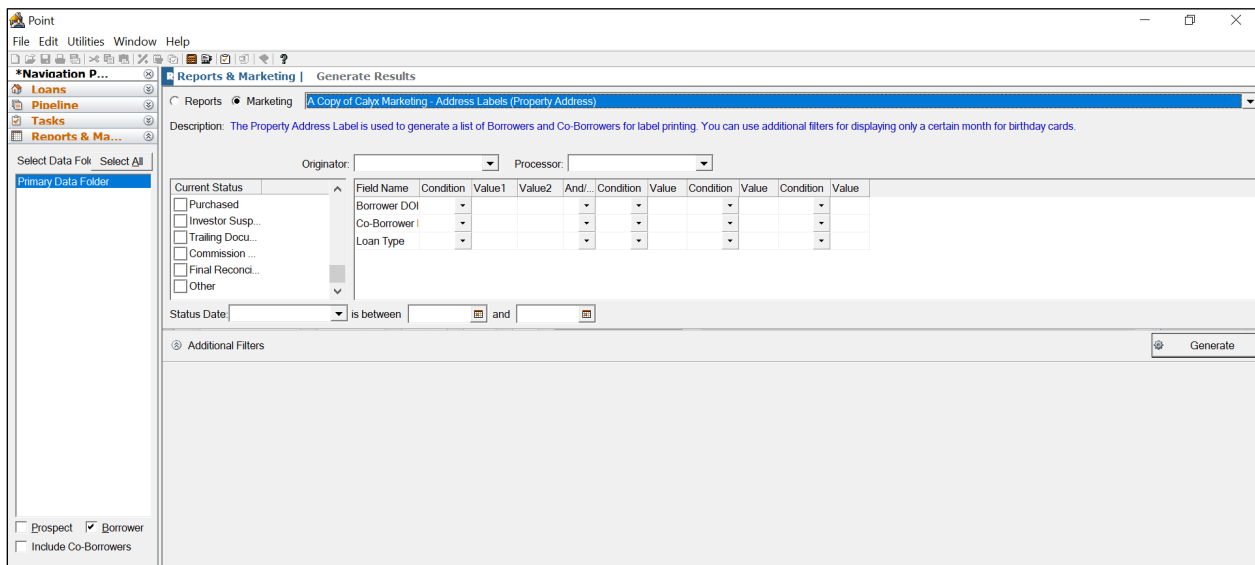 Point
File Edit Utilities Window Help
*Navigation P...
Loans
Pipeline
Tasks
Reports & Ma...
Select Data Fol Select All
Primary Data Folder
Prospect Borrower
Include Co-Borrowers
Reports & Marketing | Generate Results
Reports Marketing A Copy of Calyx Marketing - Address Labels (Property Address)
Description: The Property Address Label is used to generate a list of Borrowers and Co-Borrowers for label printing. You can use additional filters for displaying only a certain month for birthday cards.
Originator: Processor:
Current Status
Purchased
Investor Susp...
Trailing Docu...
Commission ...
Final Reconci...
Other
Field Name Condition Value1 Value2 And/... Condition Value Condition Value Condition Value
Borrower DOI
Co-Borrower I
Loan Type
Status Date: is between and
Additional Filters Generate